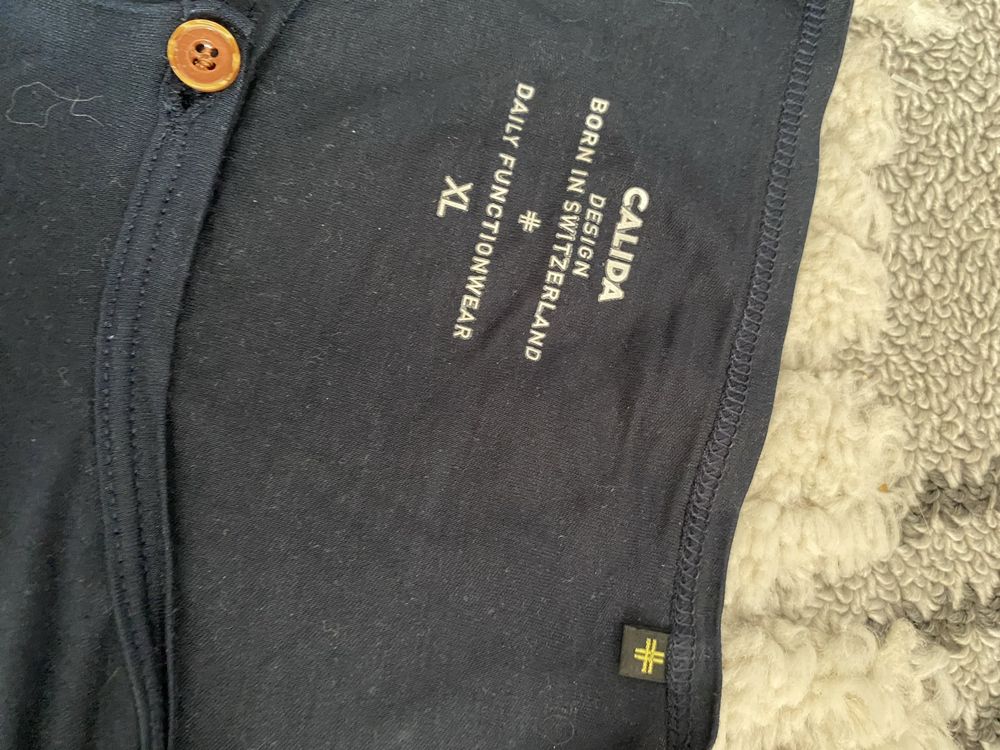 CALIDA
DESIGN
BORN IN SWITZERLAND
#
DAILY FUNCTIONWEAR
XL